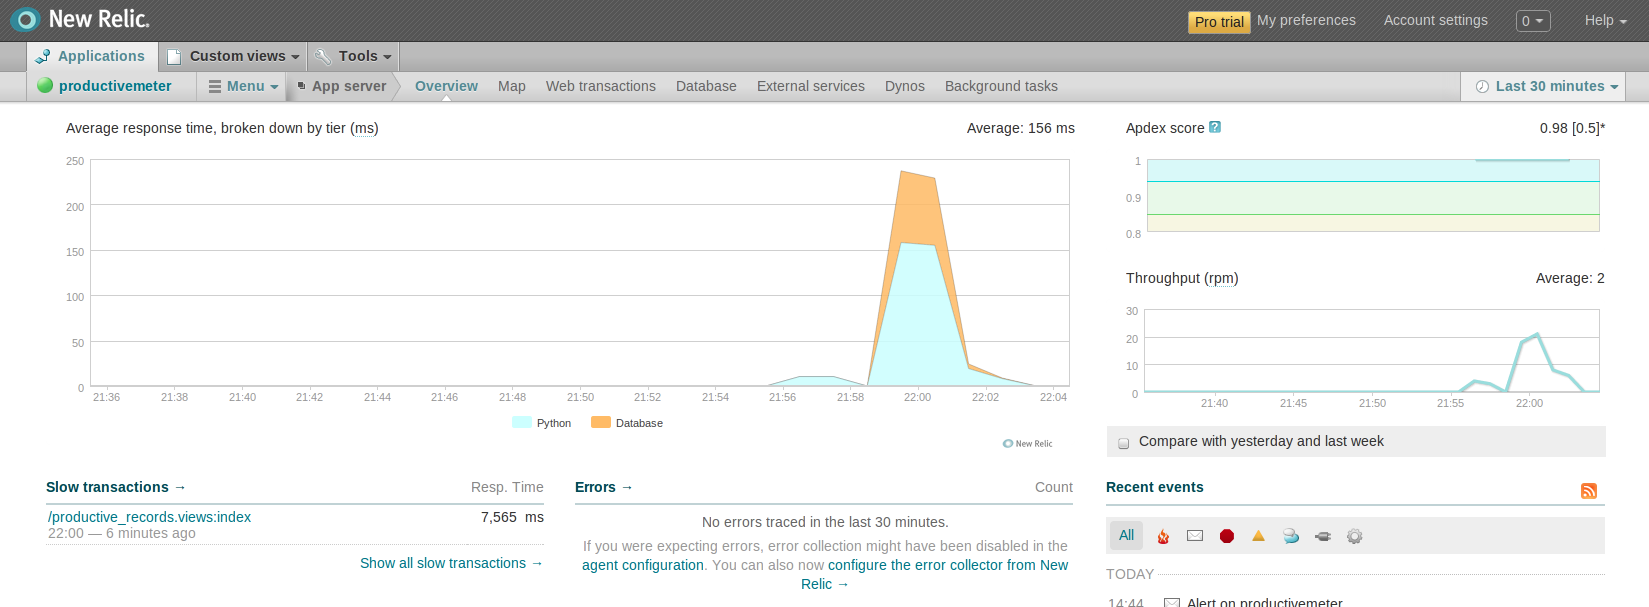 New Relic.
Pro trial My preferences Account settings 0 Help
Applications Custom views Tools
productivemeter Menu App server Overview Map Web transactions Database External services Dynos Background tasks Last 30 minutes
Average response time, broken down by tier (ms) Average: 156 ms
250
200
150
100
50
0
21:36 21:38 21:40 21:42 21:44 21:46 21:48 21:50 21:52 21:54 21:56 21:58 22:00 22:02 22:04
Python Database
New Relic
Apdex score ? 0.98 [0.5]*
1
0.9
0.8
Throughput (rpm) Average: 2
30
20
10
0
21:40 21:45 21:50 21:55 22:00
Compare with yesterday and last week
Slow transactions → Resp. Time
/productive_records.views:index 7,565 ms
22:00 — 6 minutes ago
Show all slow transactions →
Errors → Count
No errors traced in the last 30 minutes.
If you were expecting errors, error collection might have been disabled in the
agent configuration. You can also now configure the error collector from New
Relic →
Recent events
All
TODAY
14:44 Alert on productivemeter